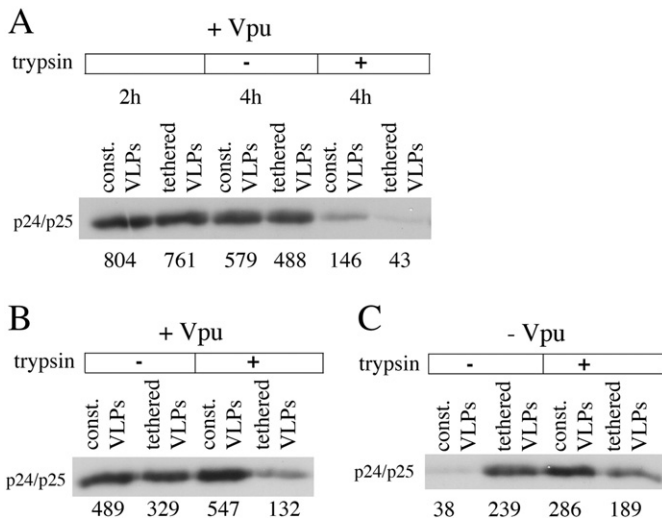 A
+ Vpu
trypsin - +
2h 4h 4h
const. VLPs tethered VLPs const. VLPs tethered VLPs const. VLPs tethered VLPs
p24/p25
804 761 579 488 146 43
B
+ Vpu
trypsin - +
const. VLPs tethered VLPs const. VLPs tethered VLPs
p24/p25
489 329 547 132
C
- Vpu
trypsin - +
const. VLPs tethered VLPs const. VLPs tethered VLPs
p24/p25
38 239 286 189